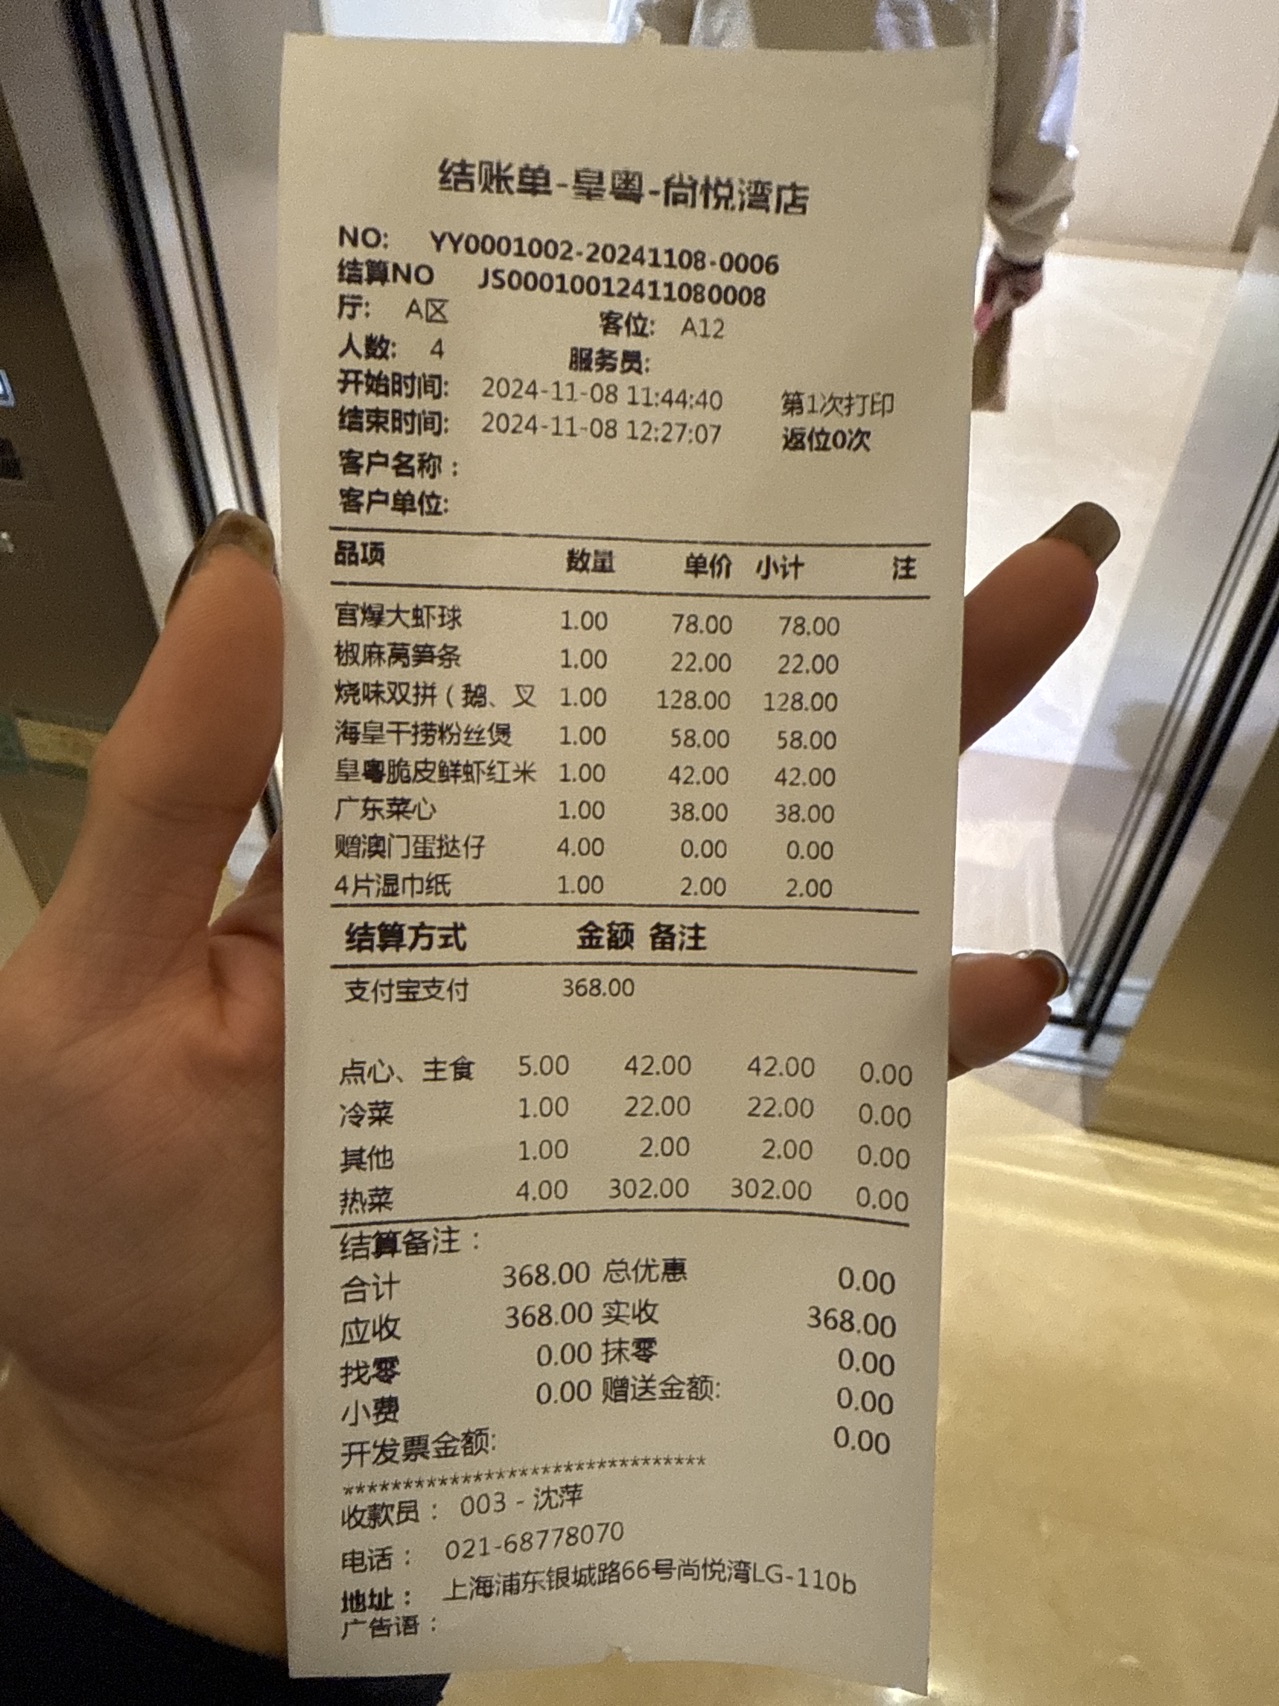 结账单-皇粤-尚悦湾店
NO: YY0001002-20241108-0006
结算NO JS00010012411080008
厅: A区 客位: A12
人数: 4 服务员:
开始时间: 2024-11-08 11:44:40 第1次打印
结束时间: 2024-11-08 12:27:07 返位0次
客户名称：
客户单位:
品项 数量 单价 小计 注
宫爆大虾球 1.00 78.00 78.00
椒麻莴笋条 1.00 22.00 22.00
烧味双拼（鹅、叉 1.00 128.00 128.00
海皇干捞粉丝煲 1.00 58.00 58.00
皇粤脆皮鲜虾红米 1.00 42.00 42.00
广东菜心 1.00 38.00 38.00
赠澳门蛋挞仔 4.00 0.00 0.00
4片湿巾纸 1.00 2.00 2.00
结算方式 金额 备注
支付宝支付 368.00
点心、主食 5.00 42.00 42.00 0.00
冷菜 1.00 22.00 22.00 0.00
其他 1.00 2.00 2.00 0.00
热菜 4.00 302.00 302.00 0.00
结算备注：
合计 368.00 总优惠 0.00
应收 368.00 实收 368.00
找零 0.00 抹零 0.00
小费 0.00 赠送金额: 0.00
开发票金额: 0.00
*******************************
收款员： 003 - 沈萍
电话： 021-68778070
地址： 上海浦东银城路66号尚悦湾LG-110b
广告语：